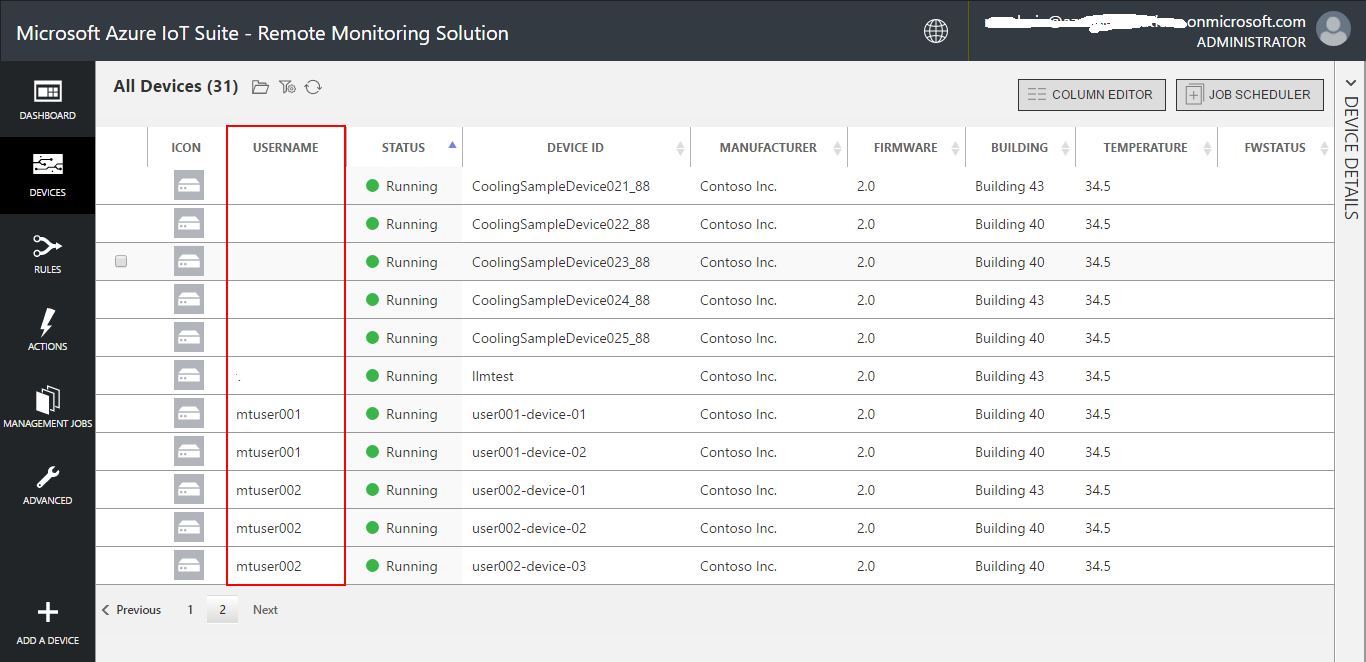 Microsoft Azure IoT Suite - Remote Monitoring Solution
onmicrosoft.com
ADMINISTRATOR
DASHBOARD
DEVICES
RULES
ACTIONS
MANAGEMENT JOBS
ADVANCED
ADD A DEVICE
All Devices (31)
COLUMN EDITOR
JOB SCHEDULER
ICON USERNAME STATUS DEVICE ID MANUFACTURER FIRMWARE BUILDING TEMPERATURE FWSTATUS
Running CoolingSampleDevice021_88 Contoso Inc. 2.0 Building 43 34.5
Running CoolingSampleDevice022_88 Contoso Inc. 2.0 Building 40 34.5
Running CoolingSampleDevice023_88 Contoso Inc. 2.0 Building 40 34.5
Running CoolingSampleDevice024_88 Contoso Inc. 2.0 Building 43 34.5
Running CoolingSampleDevice025_88 Contoso Inc. 2.0 Building 40 34.5
Running llmtest Contoso Inc. 2.0 Building 43 34.5
mtuser001 Running user001-device-01 Contoso Inc. 2.0 Building 40 34.5
mtuser001 Running user001-device-02 Contoso Inc. 2.0 Building 40 34.5
mtuser002 Running user002-device-01 Contoso Inc. 2.0 Building 43 34.5
mtuser002 Running user002-device-02 Contoso Inc. 2.0 Building 40 34.5
mtuser002 Running user002-device-03 Contoso Inc. 2.0 Building 40 34.5
Previous 1 2 Next
DEVICE DETAILS